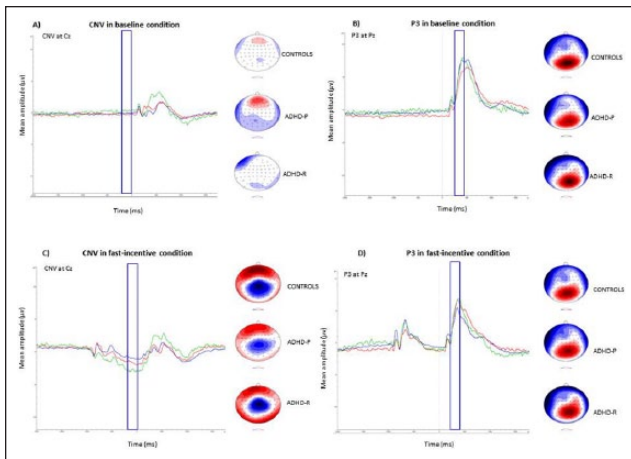 A)
CNV in baseline condition
CNV at Cz
Mean amplitude (µv)
Time (ms)
CONTROLS
ADHD-P
ADHD-R
B)
P3 in baseline condition
P3 at Pz
Mean amplitude (µv)
Time (ms)
CONTROLS
ADHD-P
ADHD-R
C)
CNV in fast-incentive condition
CNV at Cz
Mean amplitude (µv)
Time (ms)
CONTROLS
ADHD-P
ADHD-R
D)
P3 in fast-incentive condition
P3 at Pz
Mean amplitude (µv)
Time (ms)
CONTROLS
ADHD-P
ADHD-R